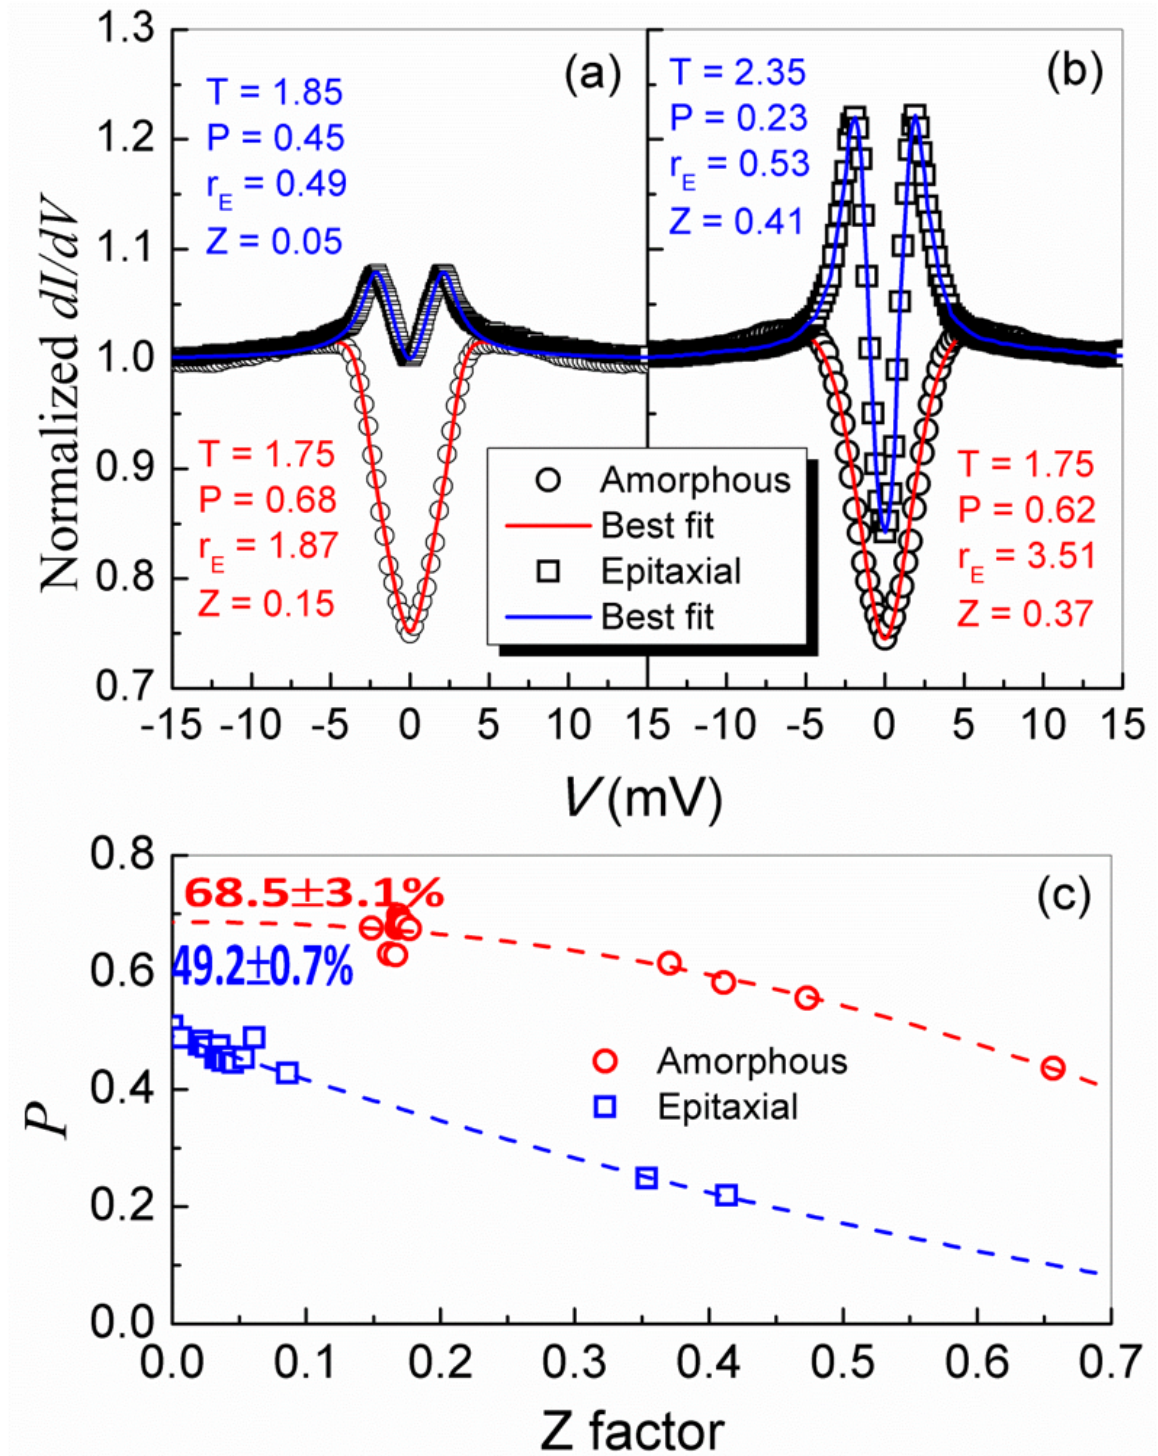 1.3
1.2
1.1
1.0
0.9
0.8
0.7
Normalized dI/dV
(a)
T = 1.85
P = 0.45
r_E = 0.49
Z = 0.05
T = 1.75
P = 0.68
r_E = 1.87
Z = 0.15
(b)
T = 2.35
P = 0.23
r_E = 0.53
Z = 0.41
T = 1.75
P = 0.62
r_E = 3.51
Z = 0.37
Amorphous
Best fit
Epitaxial
Best fit
-15 -10 -5 0 5 10 -15 -10 -5 0 5 10 15
V (mV)
0.8
0.6
0.4
0.2
0.0
P
68.5±3.1%
49.2±0.7%
(c)
Amorphous
Epitaxial
0.0 0.1 0.2 0.3 0.4 0.5 0.6 0.7
Z factor